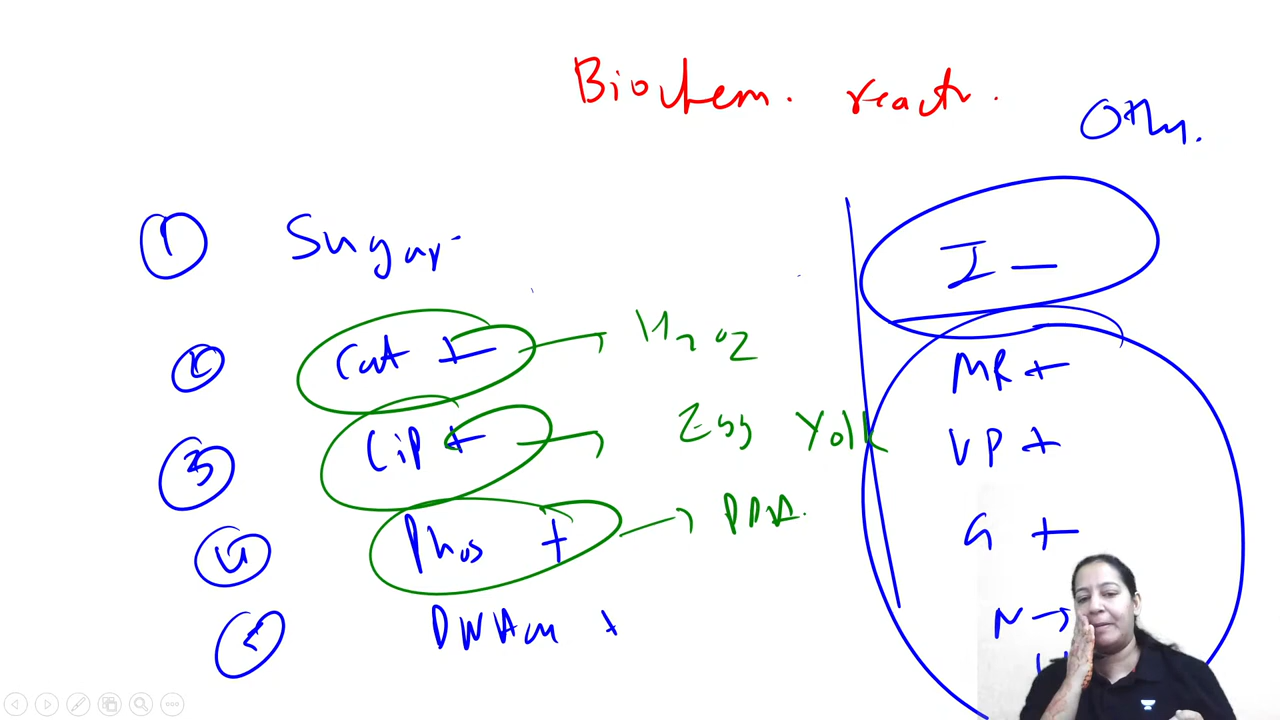 Biochem. reactn.
Othr.
① Sugar
② Cat + → H2O2
③ Lip + → Egg Yolk
④ Phos + → PDA.
⑤ DNAse +
I -
MR +
VP +
G +
N →